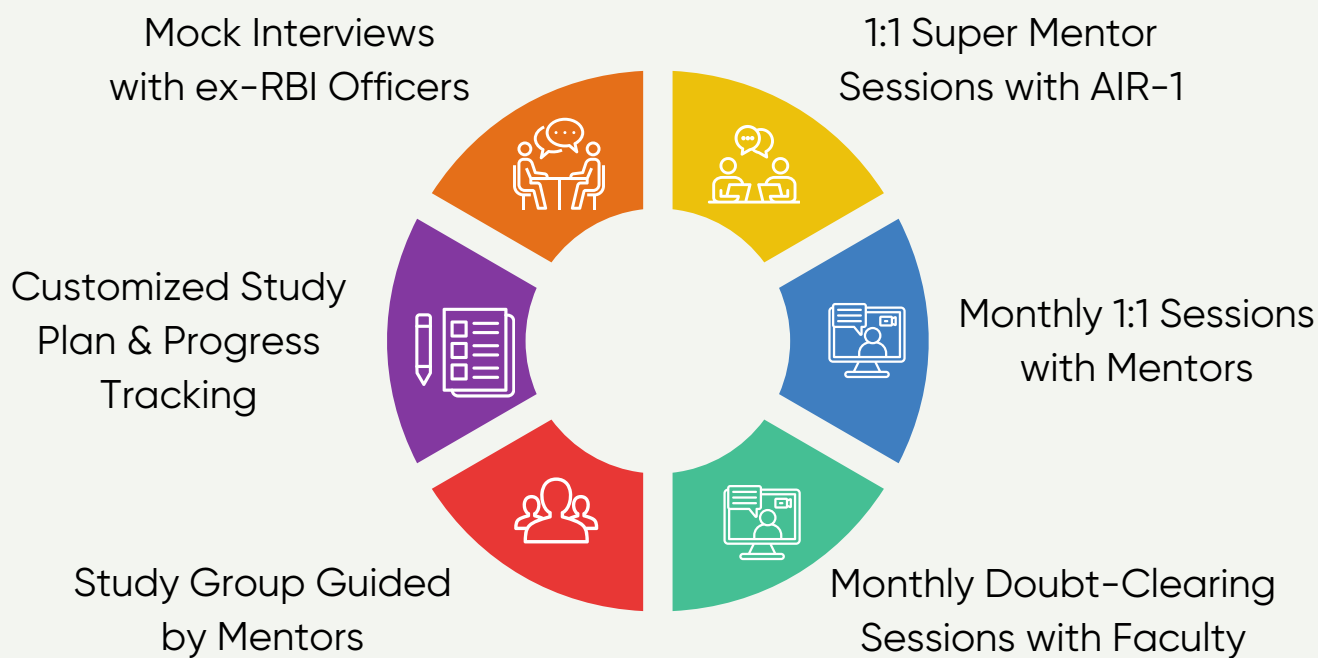 Mock Interviews
with ex-RBI Officers
1:1 Super Mentor
Sessions with AIR-1
Customized Study
Plan & Progress
Tracking
Monthly 1:1 Sessions
with Mentors
Study Group Guided
by Mentors
Monthly Doubt-Clearing
Sessions with Faculty